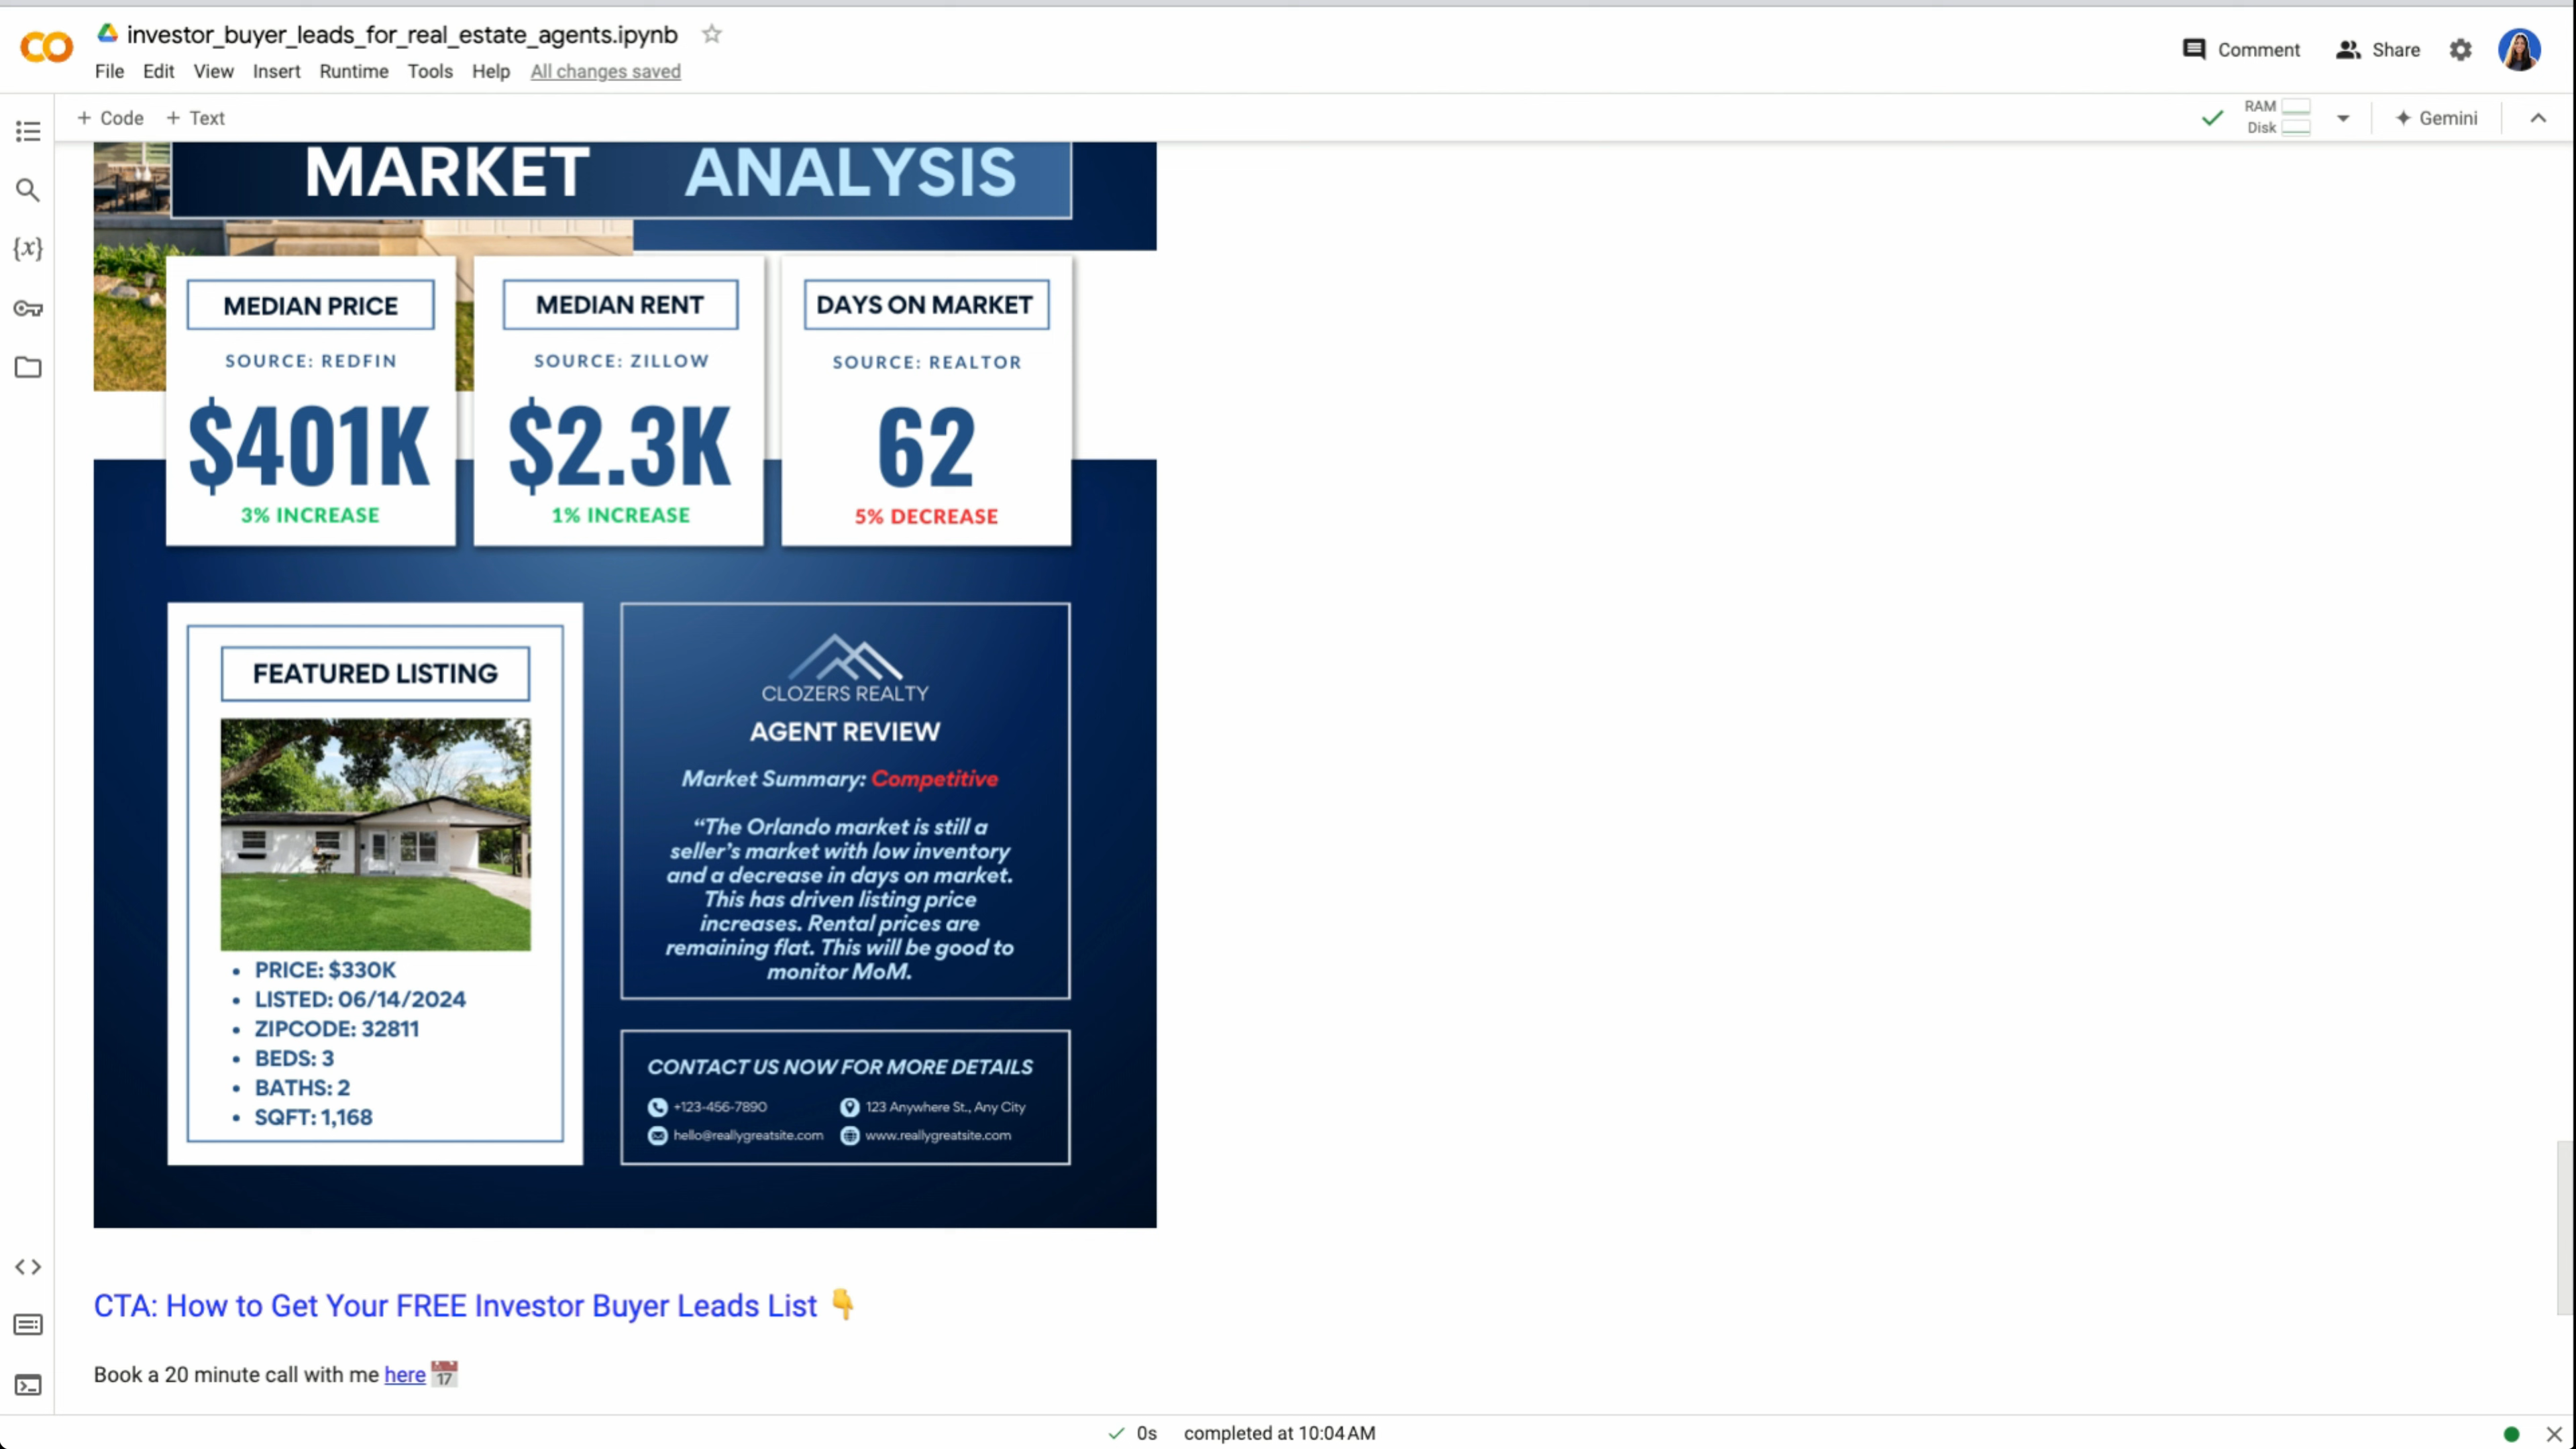 CO
investor_buyer_leads_for_real_estate_agents.ipynb
File Edit View Insert Runtime Tools Help All changes saved
Comment Share
+ Code + Text
RAM
Disk
Gemini
MARKET ANALYSIS
MEDIAN PRICE
SOURCE: REDFIN
$401K
3% INCREASE
MEDIAN RENT
SOURCE: ZILLOW
$2.3K
1% INCREASE
DAYS ON MARKET
SOURCE: REALTOR
62
5% DECREASE
FEATURED LISTING
• PRICE: $330K
• LISTED: 06/14/2024
• ZIPCODE: 32811
• BEDS: 3
• BATHS: 2
• SQFT: 1,168
CLOZERS REALTY
AGENT REVIEW
Market Summary: Competitive
“The Orlando market is still a
seller’s market with low inventory
and a decrease in days on market.
This has driven listing price
increases. Rental prices are
remaining flat. This will be good to
monitor MoM.
CONTACT US NOW FOR MORE DETAILS
+123-456-7890 123 Anywhere St., Any City
hello@reallygreatsite.com www.reallygreatsite.com
CTA: How to Get Your FREE Investor Buyer Leads List 👇
Book a 20 minute call with me here 📅
0s completed at 10:04 AM